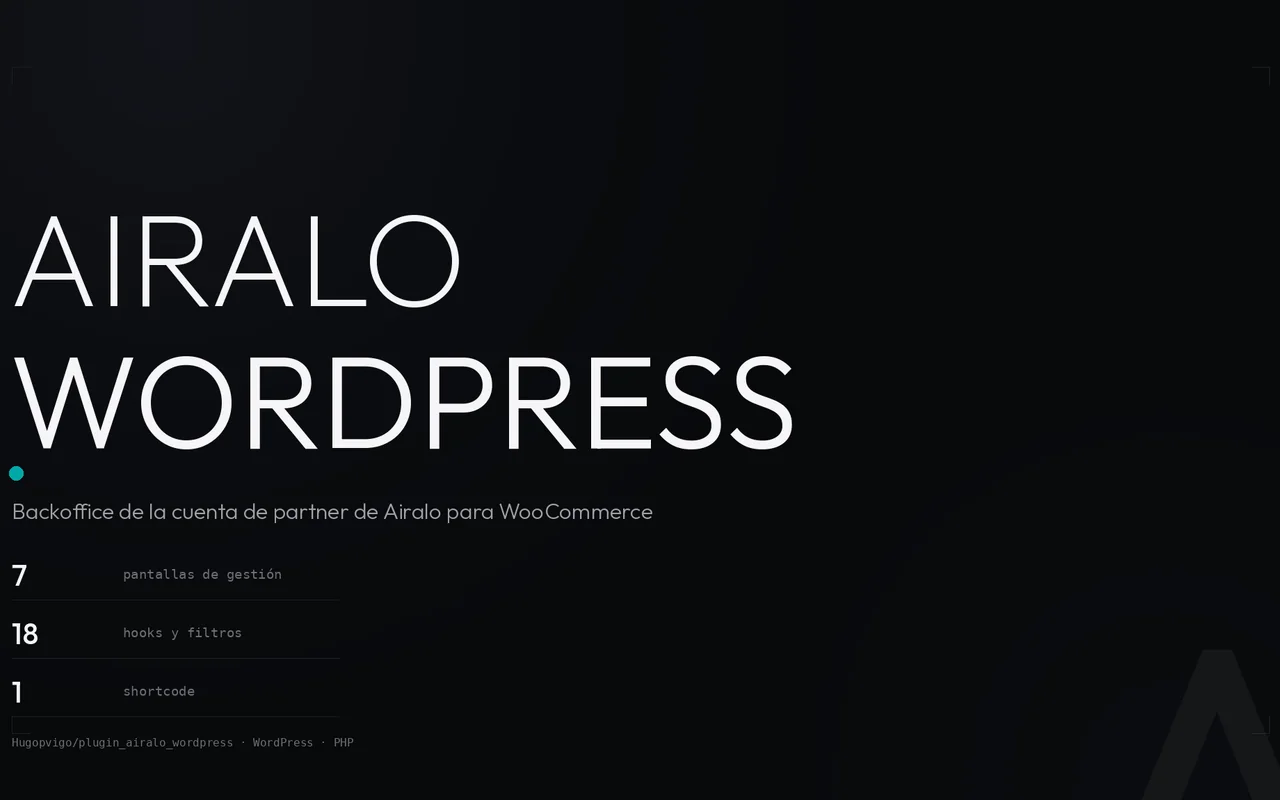 AIRALO
WORDPRESS
Backoffice de la cuenta de partner de Airalo para WooCommerce
7 pantallas de gestión
18 hooks y filtros
1 shortcode
Hugopvigo/plugin_airalo_wordpress · WordPress · PHP
A